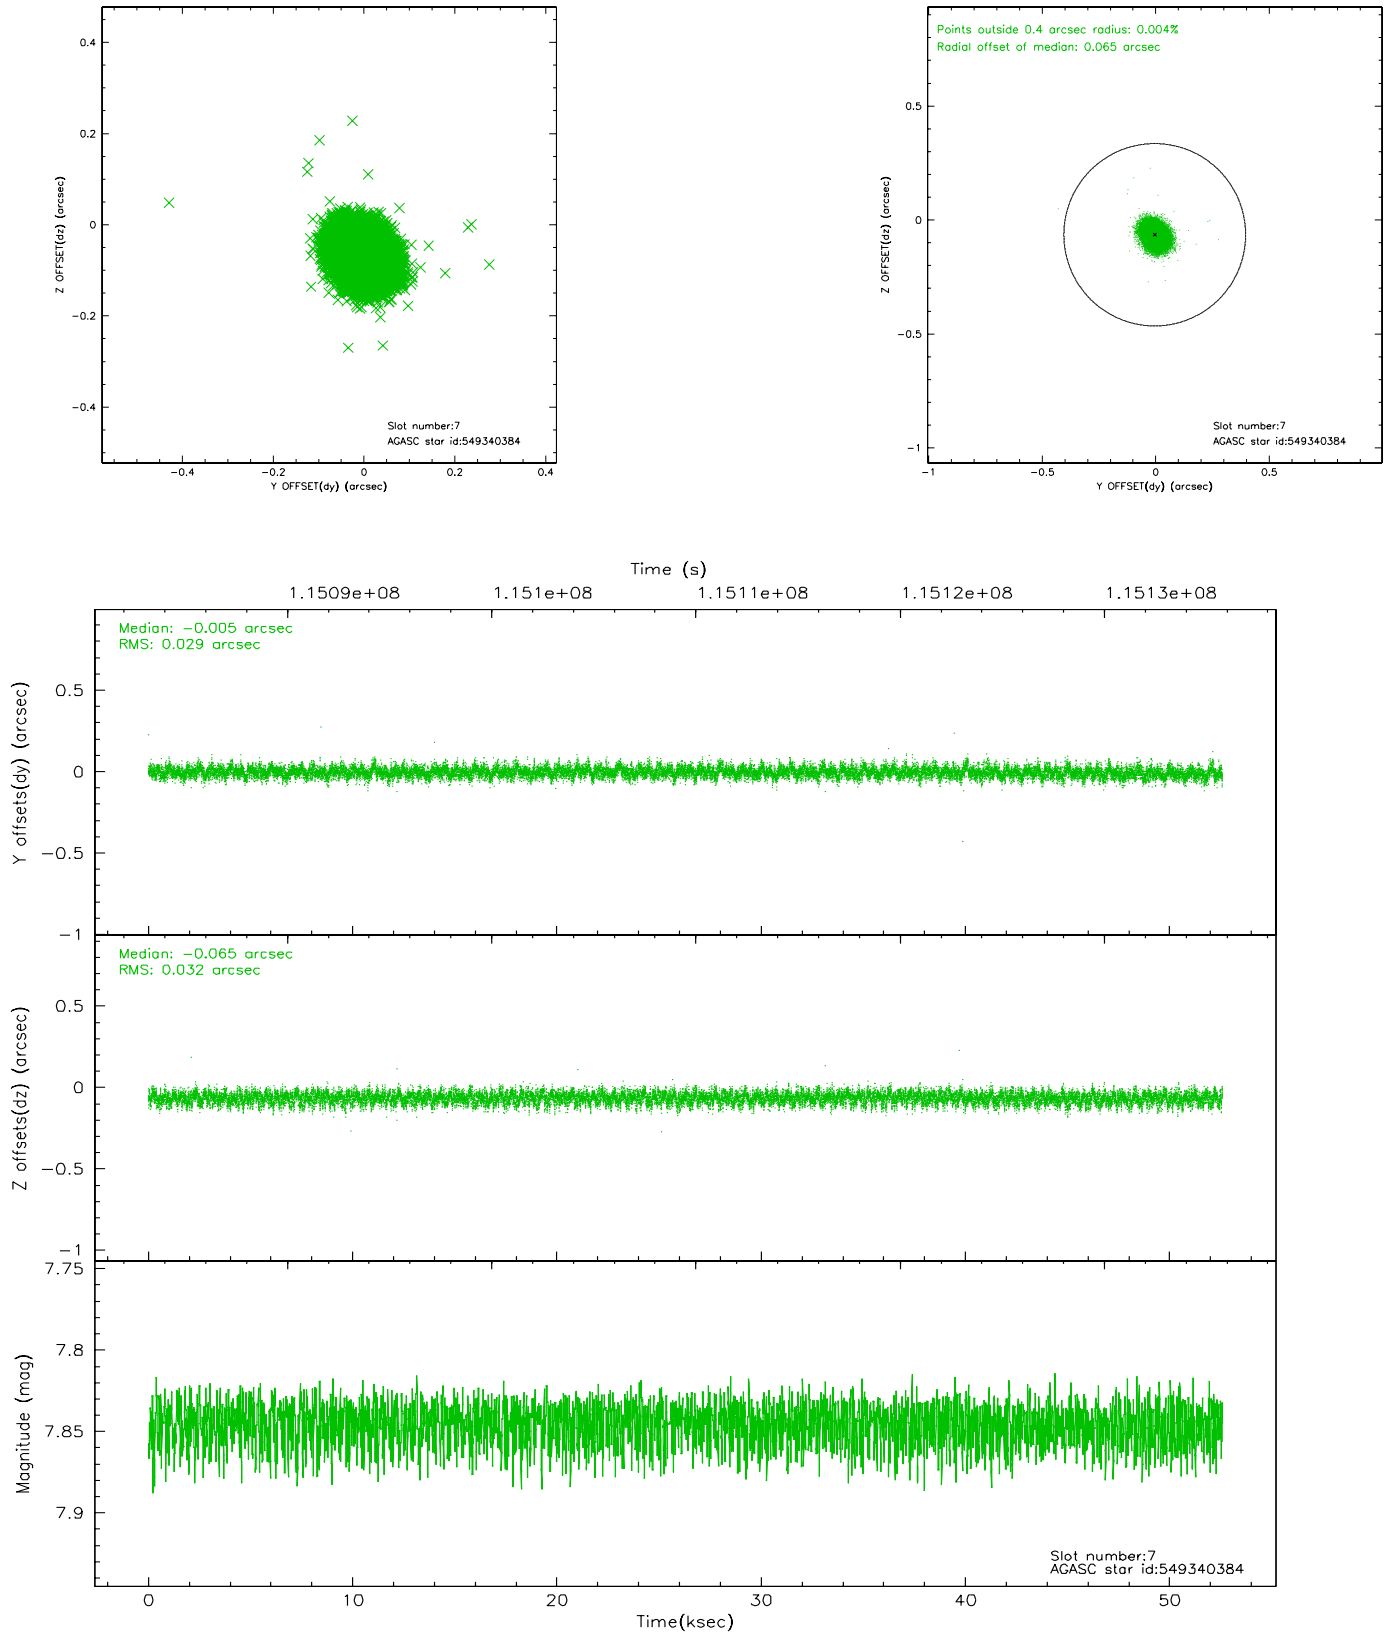 0.4
0.2
0
−0.2
−0.4
Z OFFSET(dz) (arcsec)
Slot number:7
AGASC star id:549340384
−0.4 −0.2 0 0.2 0.4
Y OFFSET(dy) (arcsec)
Points outside 0.4 arcsec radius: 0.004%
Radial offset of median: 0.065 arcsec
0.5
0
−0.5
−1
Z OFFSET(dz) (arcsec)
Slot number:7
AGASC star id:549340384
−1 −0.5 0 0.5
Y OFFSET(dy) (arcsec)
Time (s)
1.1509e+08 1.151e+08 1.1511e+08 1.1512e+08 1.1513e+08
Median: −0.005 arcsec
RMS: 0.029 arcsec
0.5
0
−0.5
−1
Y offsets(dy) (arcsec)
Median: −0.065 arcsec
RMS: 0.032 arcsec
0.5
0
−0.5
−1
Z offsets(dz) (arcsec)
7.75
7.8
7.85
7.9
Magnitude (mag)
Slot number:7
AGASC star id:549340384
0 10 20 30 40 50
Time(ksec)